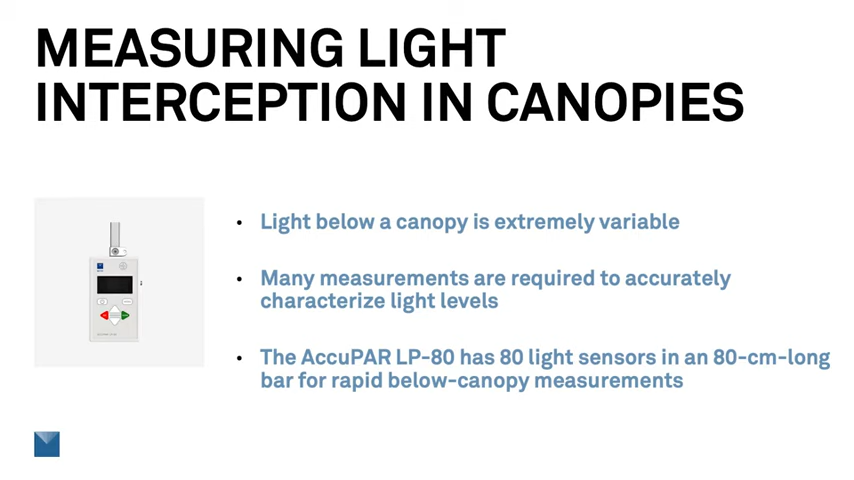 MEASURING LIGHT
INTERCEPTION IN CANOPIES
• Light below a canopy is extremely variable
• Many measurements are required to accurately
characterize light levels
• The AccuPAR LP-80 has 80 light sensors in an 80-cm-long
bar for rapid below-canopy measurements